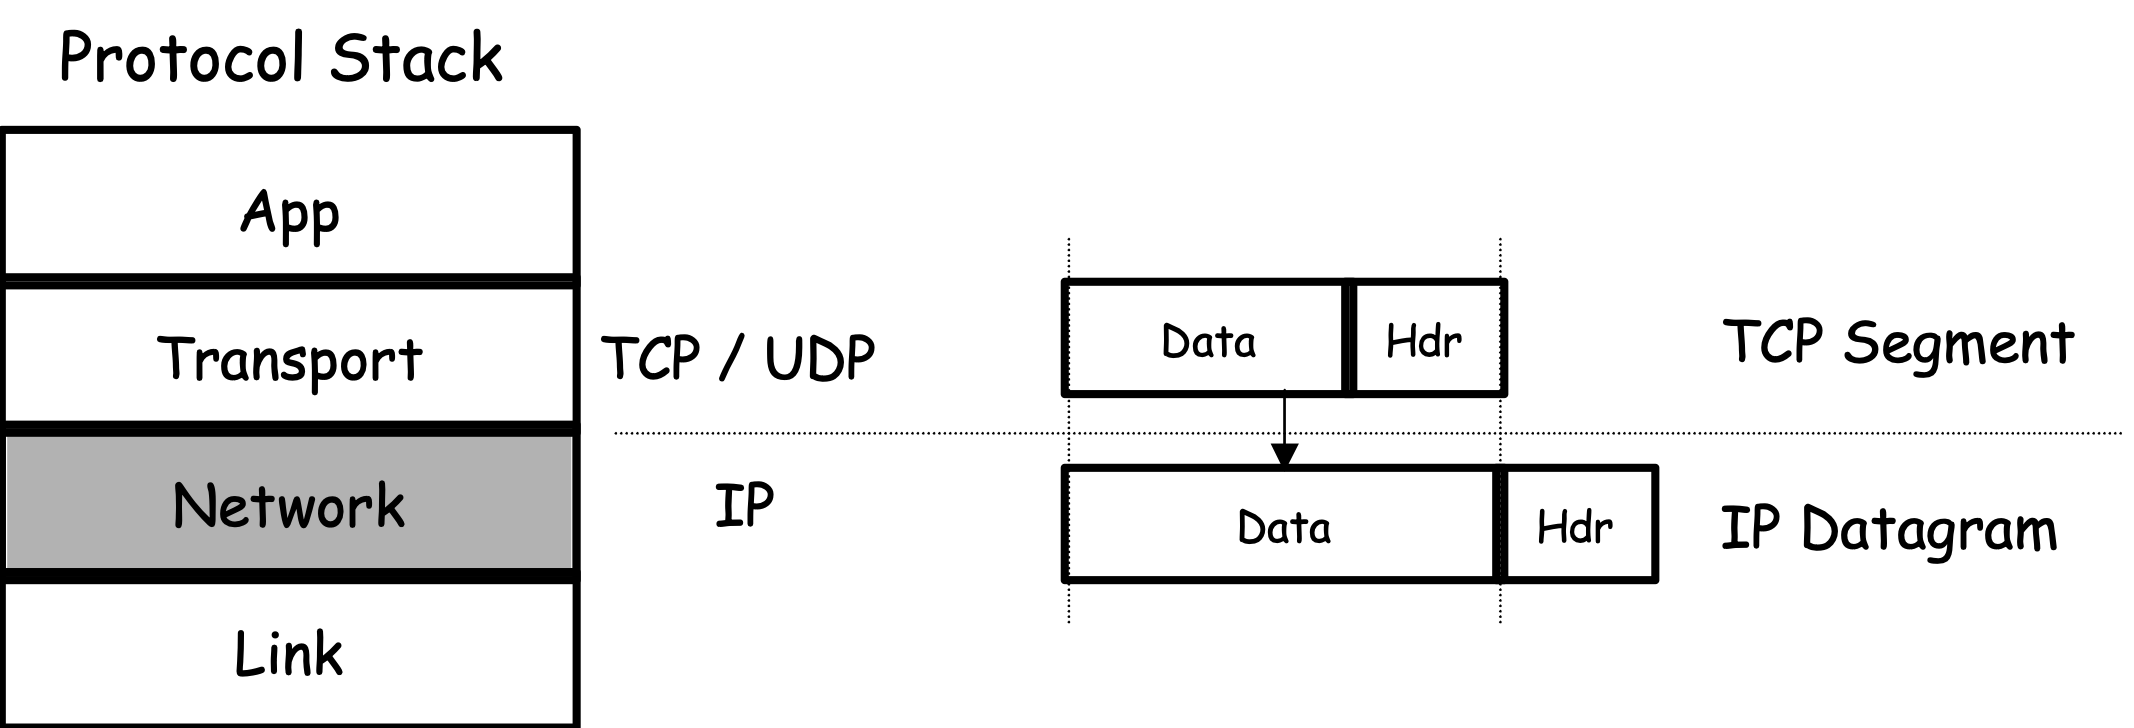 Protocol Stack
App
Transport
TCP / UDP
Data
Hdr
TCP Segment
Network
IP
Data
Hdr
IP Datagram
Link